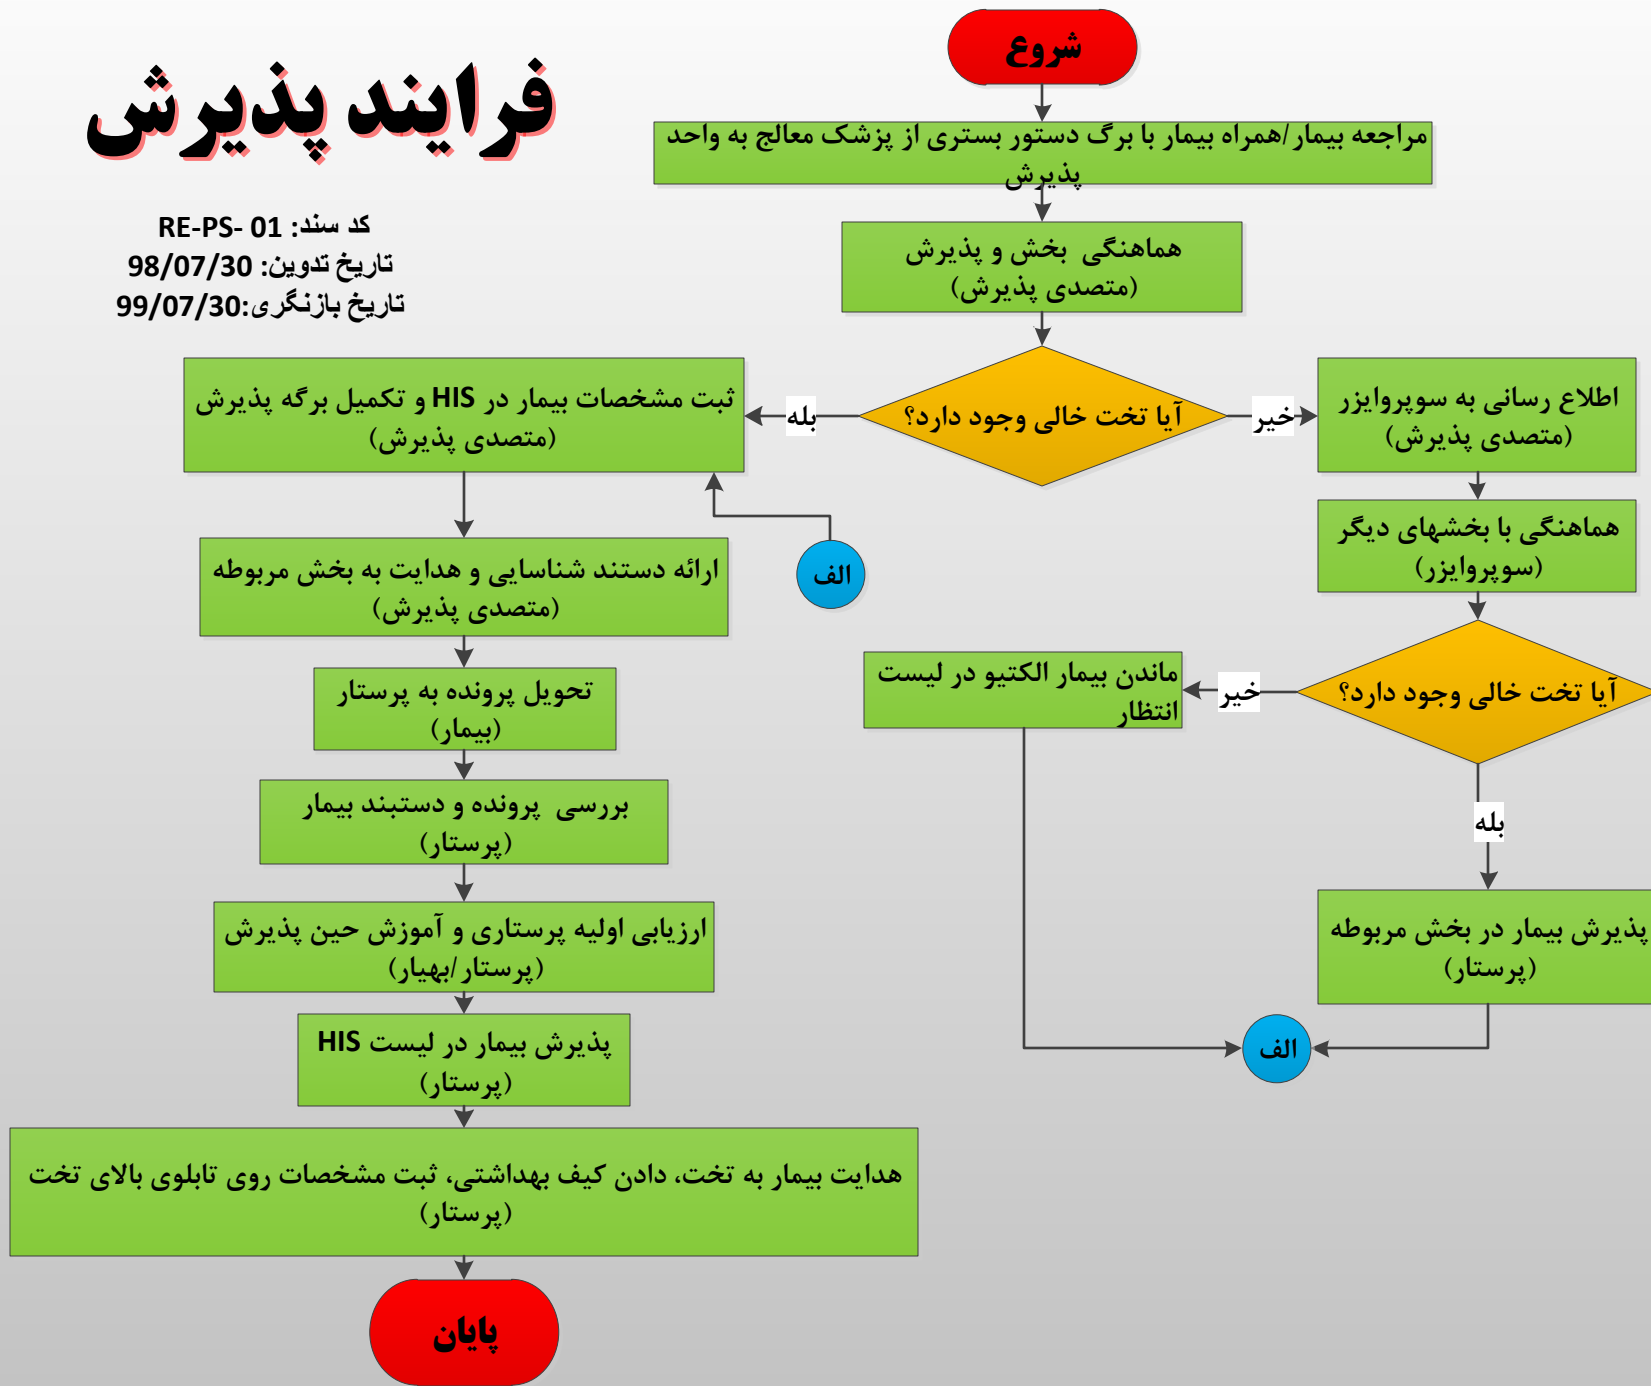 فرایند پذیرش
کد سند: RE-PS- 01
تاریخ تدوین: 98/07/30
تاریخ بازنگری:99/07/30
شروع
مراجعه بیمار/همراه بیمار با برگ دستور بستری از پزشک معالج به واحد
پذیرش
هماهنگی بخش و پذیرش
(متصدی پذیرش)
آیا تخت خالی وجود دارد؟
خیر
بله
اطلاع رسانی به سوپروایزر
(متصدی پذیرش)
هماهنگی با بخشهای دیگر
(سوپروایزر)
آیا تخت خالی وجود دارد؟
خیر
بله
ماندن بیمار الکتیو در لیست
انتظار
پذیرش بیمار در بخش مربوطه
(پرستار)
الف
ثبت مشخصات بیمار در HIS و تکمیل برگه پذیرش
(متصدی پذیرش)
الف
ارائه دستند شناسایی و هدایت به بخش مربوطه
(متصدی پذیرش)
تحویل پرونده به پرستار
(بیمار)
بررسی پرونده و دستبند بیمار
(پرستار)
ارزیابی اولیه پرستاری و آموزش حین پذیرش
(پرستار/بهیار)
پذیرش بیمار در لیست HIS
(پرستار)
هدایت بیمار به تخت، دادن کیف بهداشتی، ثبت مشخصات روی تابلوی بالای تخت
(پرستار)
پایان